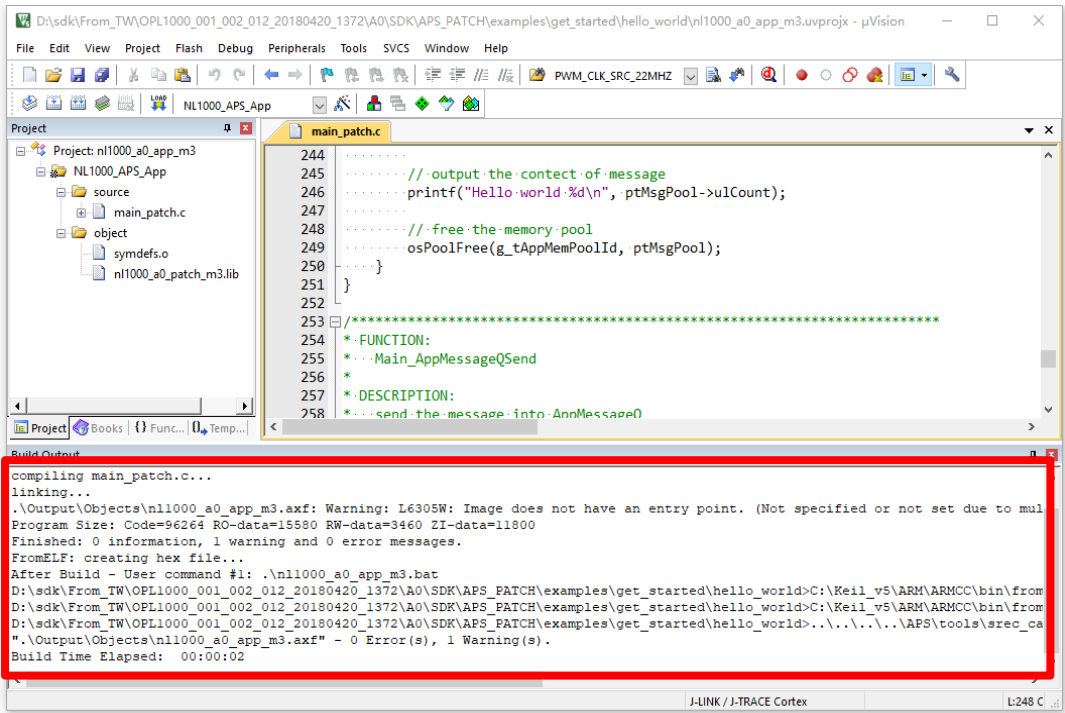 D:\sdk\From_TW\OPL1000_001_002_012_20180420_1372\A0\SDK\APS_PATCH\examples\get_started\hello_world\nl1000_a0_app_m3.uvprojx - µVision
File Edit View Project Flash Debug Peripherals Tools SVCS Window Help
PWM_CLK_SRC_22MHZ
LOAD NL1000_APS_App
Project
main_patch.c
Project: nl1000_a0_app_m3
NL1000_APS_App
source
main_patch.c
object
symdefs.o
nl1000_a0_patch_m3.lib
Project Books {} Func... Temp...
244
245 // output the contect of message
246 printf("Hello world %d\n", ptMsgPool->ulCount);
247
248 // free the memory pool
249 osPoolFree(g_tAppMemPoolId, ptMsgPool);
250 }
251 }
252
253 /*************************************************************************
254 * FUNCTION:
255 * Main_AppMessageQSend
256 *
257 * DESCRIPTION:
258 * send the message into AppMessageQ
Build Output
compiling main_patch.c...
linking...
.\Output\Objects\nl1000_a0_app_m3.axf: Warning: L6305W: Image does not have an entry point. (Not specified or not set due to mul
Program Size: Code=96264 RO-data=15580 RW-data=3460 ZI-data=11800
Finished: 0 information, 1 warning and 0 error messages.
FromELF: creating hex file...
After Build - User command #1: .\nl1000_a0_app_m3.bat
D:\sdk\From_TW\OPL1000_001_002_012_20180420_1372\A0\SDK\APS_PATCH\examples\get_started\hello_world>C:\Keil_v5\ARM\ARMCC\bin\from
D:\sdk\From_TW\OPL1000_001_002_012_20180420_1372\A0\SDK\APS_PATCH\examples\get_started\hello_world>C:\Keil_v5\ARM\ARMCC\bin\from
D:\sdk\From_TW\OPL1000_001_002_012_20180420_1372\A0\SDK\APS_PATCH\examples\get_started\hello_world>..\..\..\..\APS\tools\srec_ca
".\Output\Objects\nl1000_a0_app_m3.axf" - 0 Error(s), 1 Warning(s).
Build Time Elapsed: 00:00:02
J-LINK / J-TRACE Cortex L:248 C